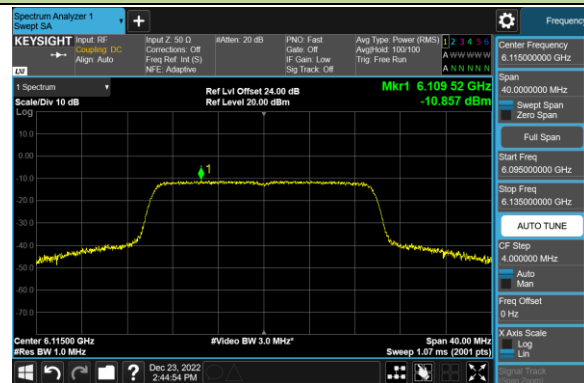 Spectrum Analyzer 1
Swept SA
Frequency
KEYSIGHT
Input: RF
Coupling: DC
Align: Auto
Input Z: 50 Ω
Corrections: Off
Freq Ref: Int (S)
NFE: Adaptive
#Atten: 20 dB
PNO: Fast
Gate: Off
IF Gain: Low
Sig Track: Off
Avg Type: Power (RMS)
Avg|Hold: 100/100
Trig: Free Run
1 2 3 4 5 6
A W W W W W
A N N N N N
LXI
1 Spectrum
Scale/Div 10 dB
Ref Lvl Offset 24.00 dB
Ref Level 20.00 dBm
Mkr1 6.109 52 GHz
-10.857 dBm
Log
10.0
0.00
-10.0
-20.0
-30.0
-40.0
-50.0
-60.0
-70.0
1
Center 6.11500 GHz
#Res BW 1.0 MHz
#Video BW 3.0 MHz*
Span 40.00 MHz
Sweep 1.07 ms (2001 pts)
Dec 23, 2022
2:44:54 PM
Center Frequency
6.115000000 GHz
Span
40.0000000 MHz
Swept Span
Zero Span
Full Span
Start Freq
6.095000000 GHz
Stop Freq
6.135000000 GHz
AUTO TUNE
CF Step
4.000000 MHz
Auto
Man
Freq Offset
0 Hz
X Axis Scale
Log
Lin
Signal Track